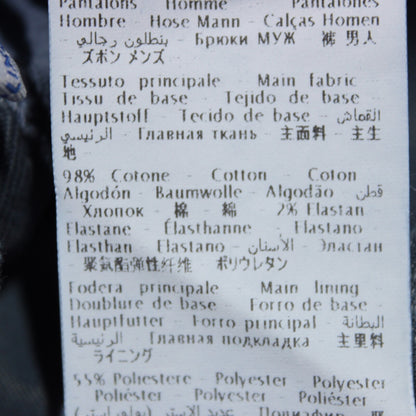 Pantalons Homme Pantalones
Hombre - Hose Mann - Calças Homen
- بنطلون رجالي - Брюки МУЖ 裤 男人
ズボン メンズ
Tessuto principale - Main fabric
Tissu de base - Tejido de base -
Hauptstoff - Tecido de base - القماش
الرئيسي - Главная ткань - 主面料 - 主生
地
98% Cotone - Cotton - Coton
Algodón - Baumwolle - Algodão - قطن
- Хлопок - 棉 - 綿 2% Elastan
Elastane - Élasthanne - Elastano
Elasthan Elastano - الأستان - Эластан
- 聚氨酯弹性纤维 - ポリウレタン
Fodera principale - Main lining
Doublure de base - Forro de base -
Hauptfutter - Forro principal - البطانة
الرئيسية - Главная подкладка - 主里料
- ライニング
55% Poliestere - Polyester - Polyester
Poliéster - Polyester - Poliéster